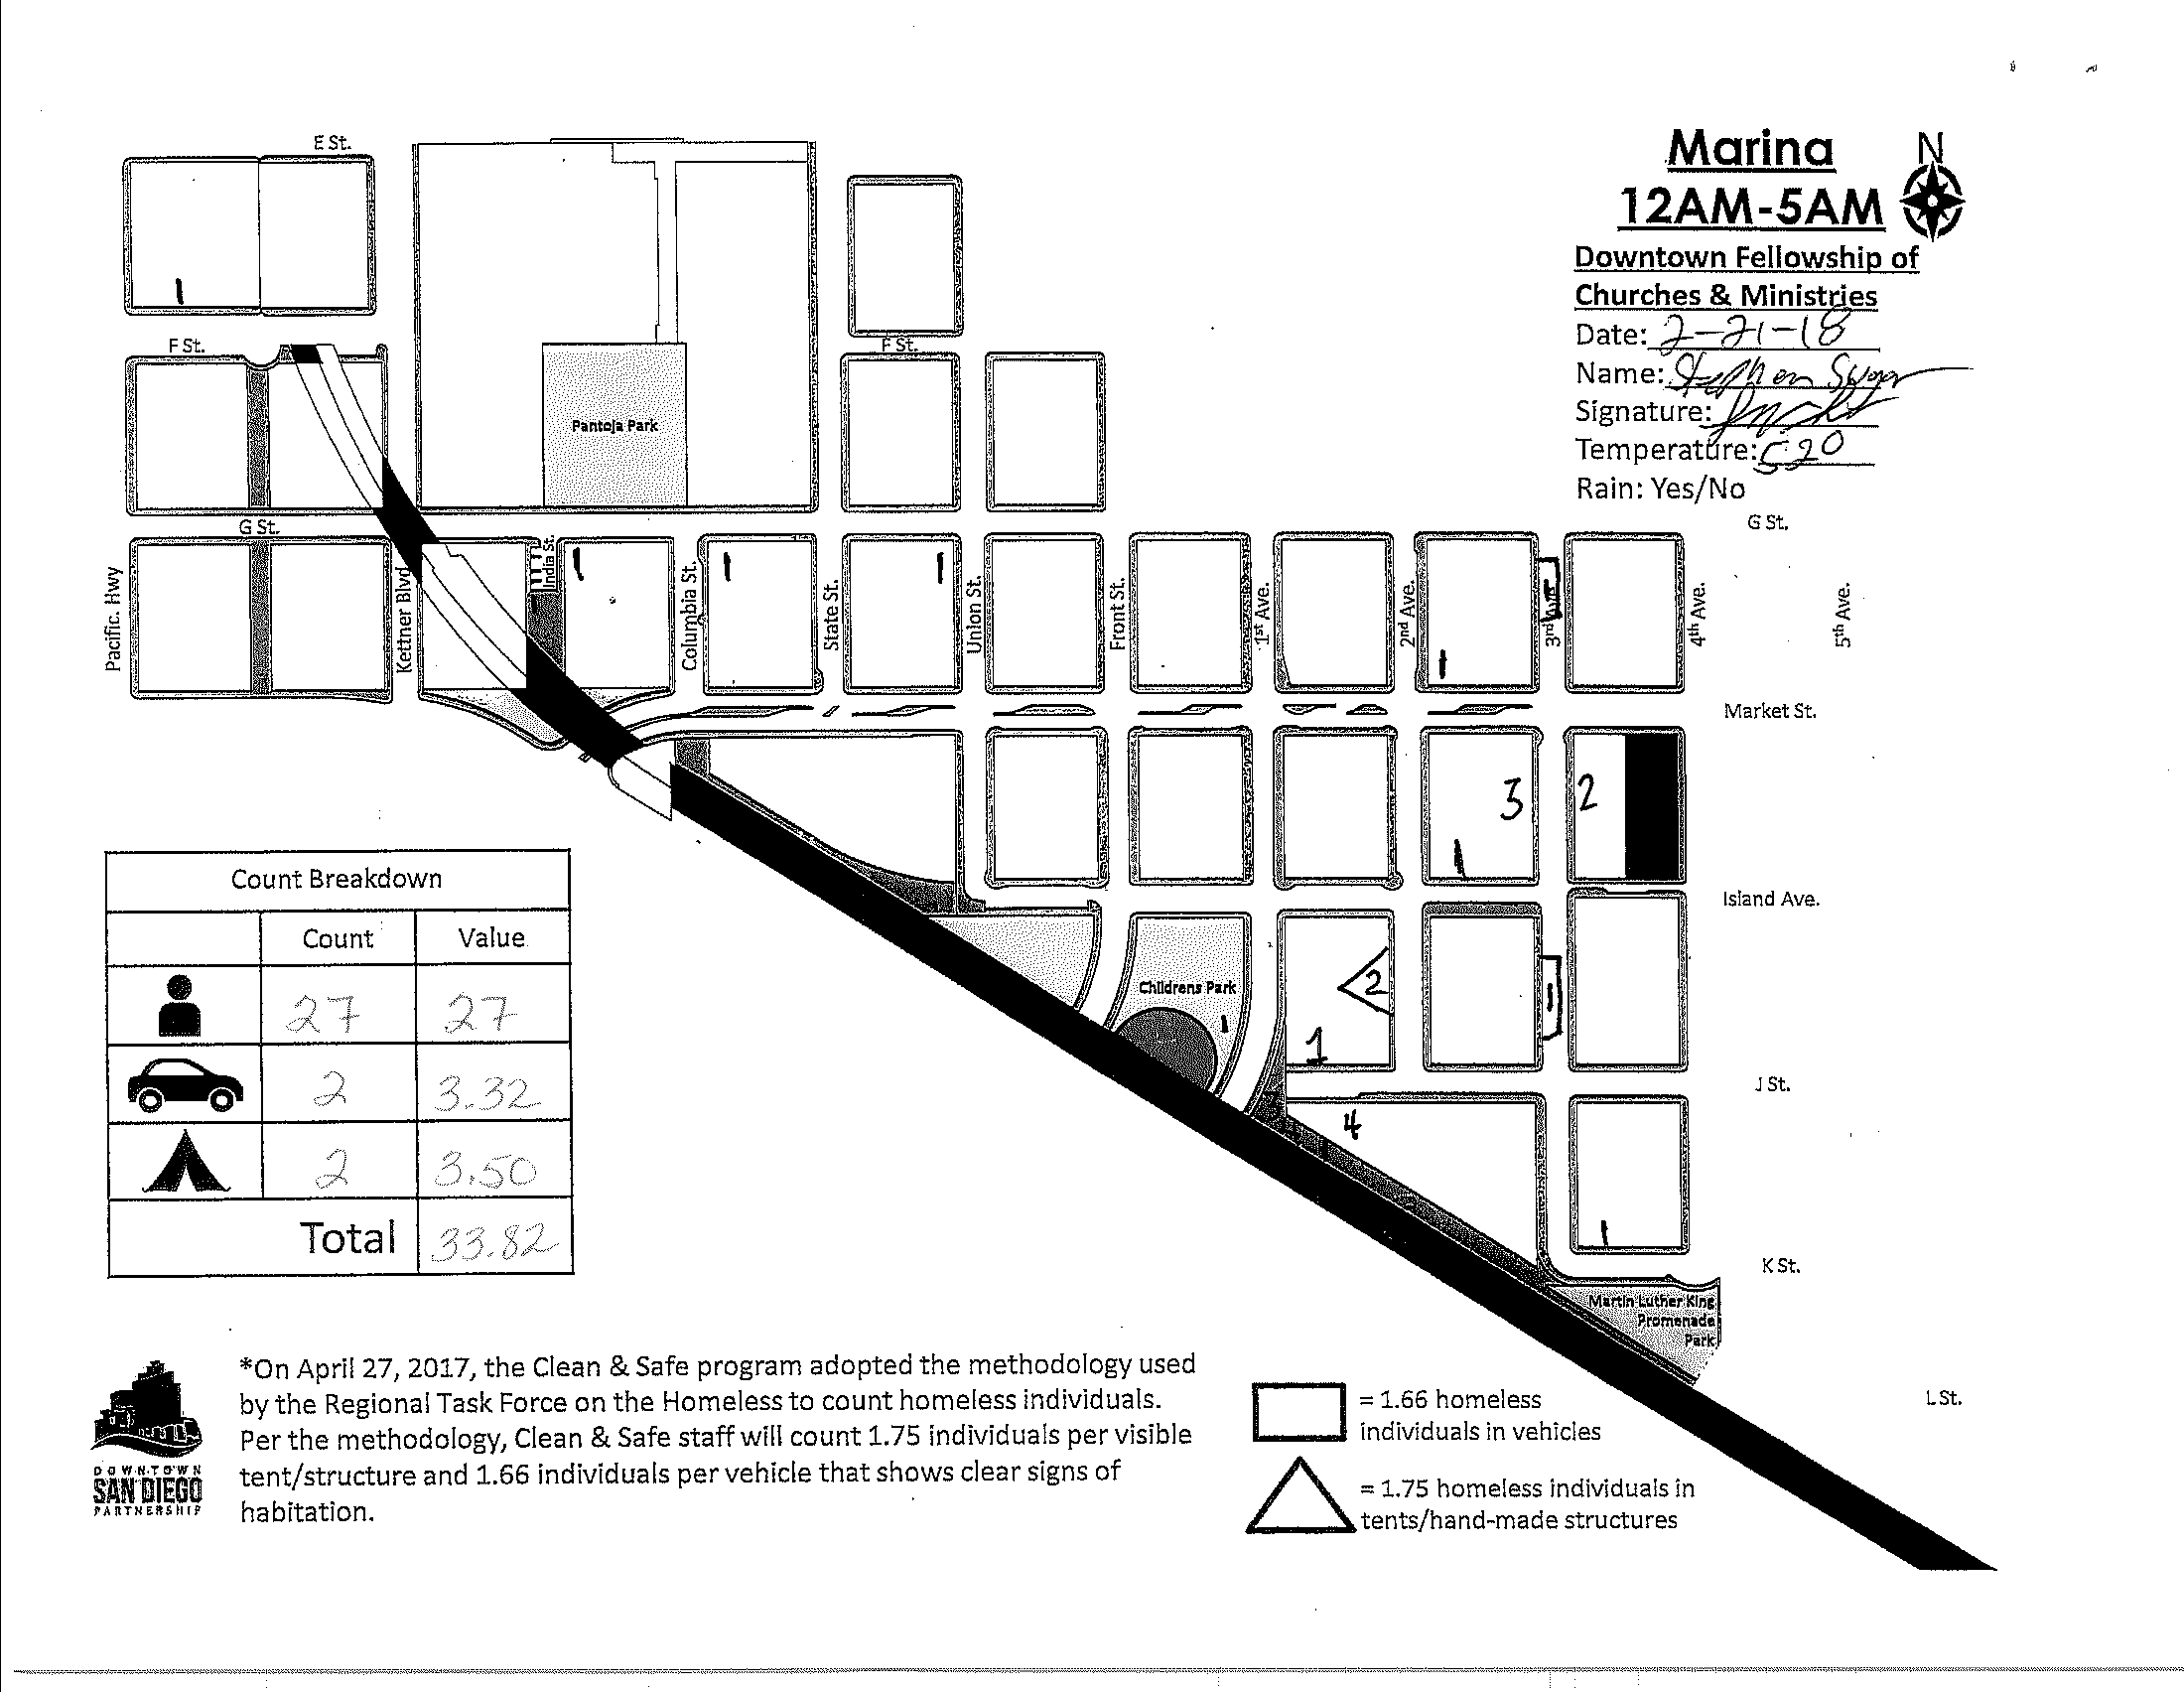 Marina
N
12AM-5AM
Downtown Fellowship of
Churches & Ministries
Date: 2-21-18
Name: Stephen
Signature:
Temperature: 520
Rain: Yes/No
E St.
F St.
F St.
Pantoja Park
G St.
G St.
Pacific. Hwy
Kettner Blvd
India St.
Columbia St.
State St.
Union St.
Front St.
1st Ave.
2nd Ave.
3rd Ave
4th Ave.
5th Ave.
1
1
1
1
1
1
Market St.
3
2
1
Island Ave.
Childrens Park
2
1
1
1
J St.
4
1
K St.
Martin Luther King
Promenade
Park
L St.
Count Breakdown
Count Value
27 27
2 3.32
2 3.50
Total 33.82
DOWNTOWN
SAN DIEGO
PARTNERSHIP
*On April 27, 2017, the Clean & Safe program adopted the methodology used
by the Regional Task Force on the Homeless to count homeless individuals.
Per the methodology, Clean & Safe staff will count 1.75 individuals per visible
tent/structure and 1.66 individuals per vehicle that shows clear signs of
habitation.
= 1.66 homeless
individuals in vehicles
= 1.75 homeless individuals in
tents/hand-made structures